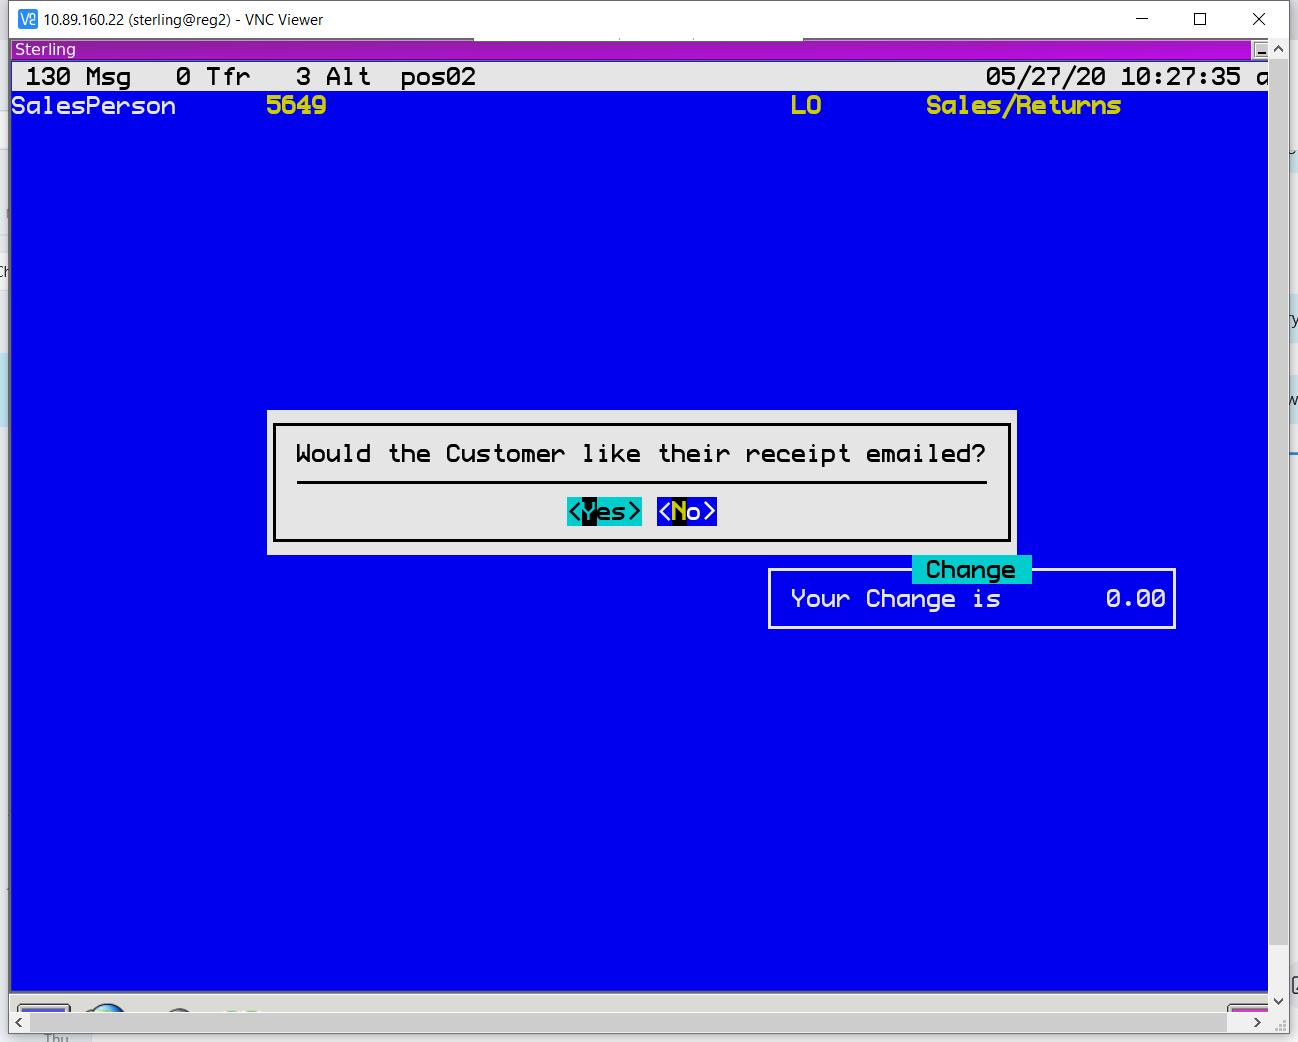 10.89.160.22 (sterling@reg2) - VNC Viewer
Sterling
130 Msg 0 Tfr 3 Alt pos02 05/27/20 10:27:35 a
SalesPerson 5649 LO Sales/Returns
Would the Customer like their receipt emailed?
<Yes> <No>
Change
Your Change is 0.00
Thu